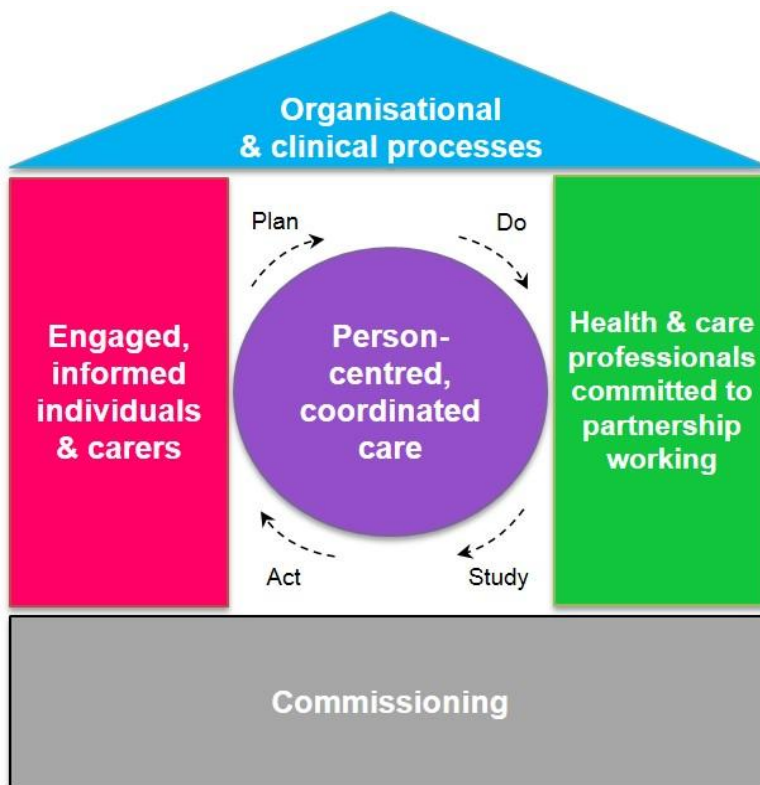 Organisational
& clinical processes
Plan
Do
Engaged,
informed
individuals
& carers
Person-
centred,
coordinated
care
Health & care
professionals
committed to
partnership
working
Act
Study
Commissioning